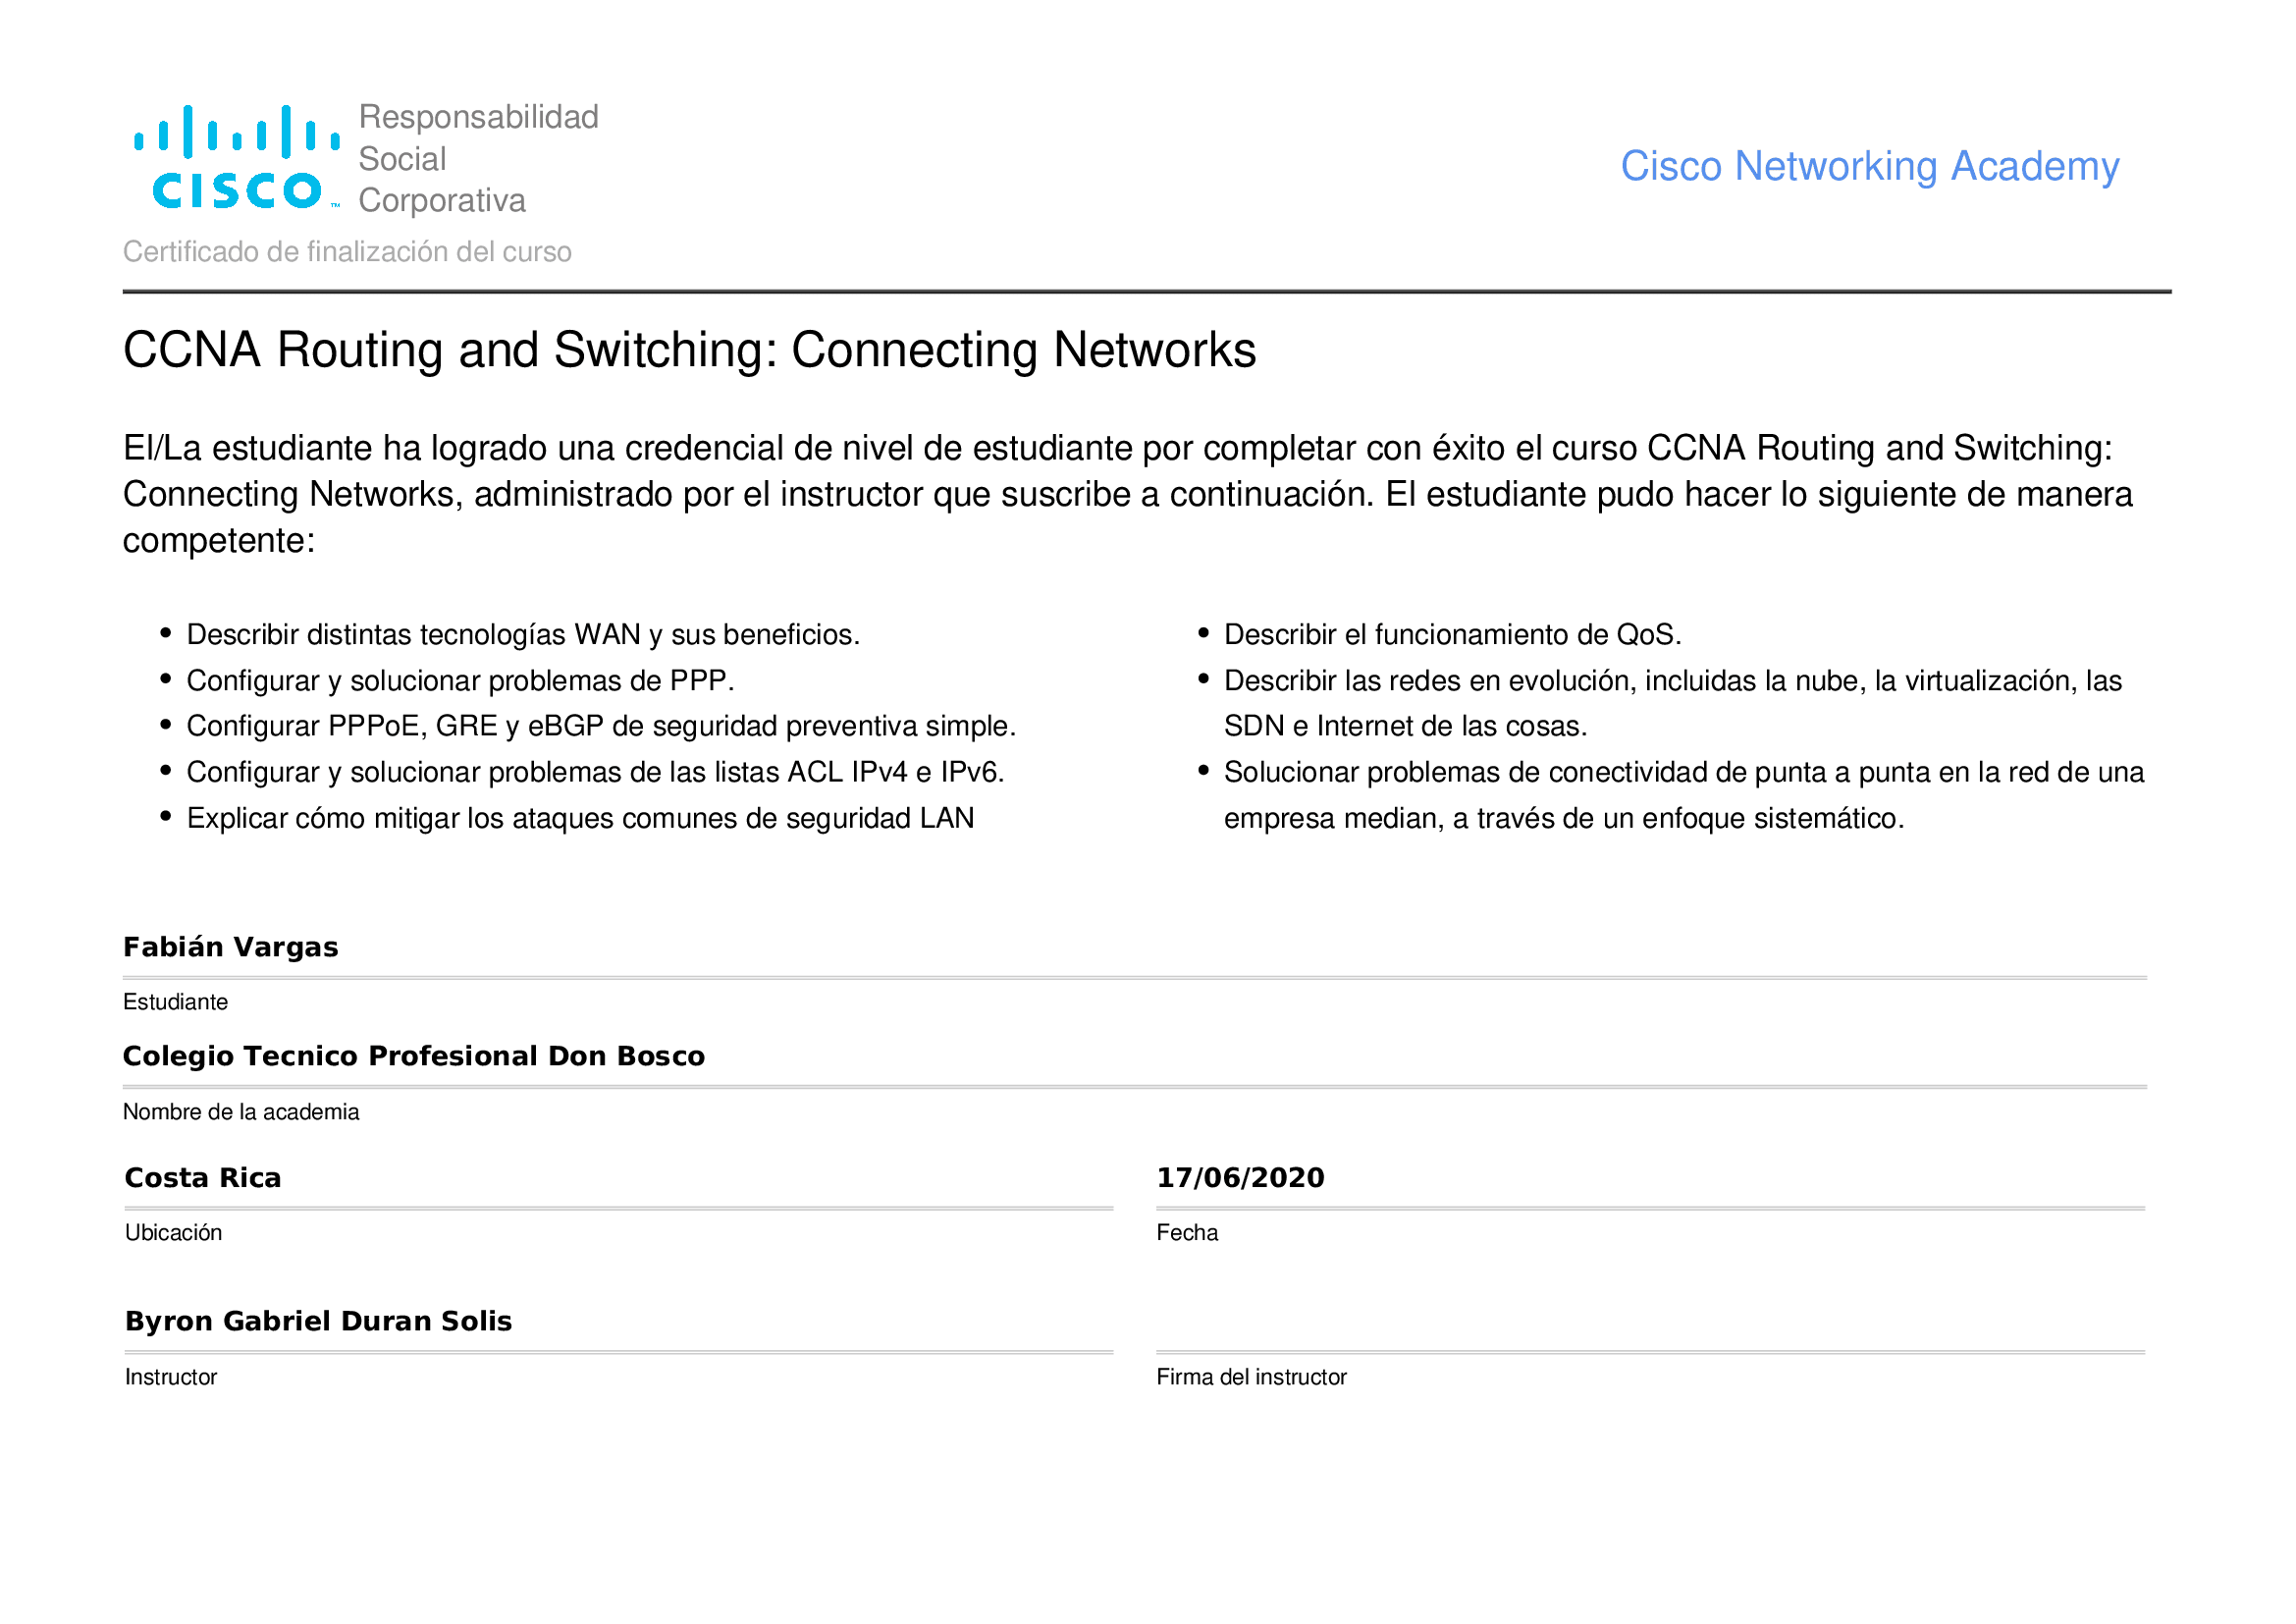 Responsabilidad
Social
Corporativa
CISCO™
Cisco Networking Academy
Certificado de finalización del curso
CCNA Routing and Switching: Connecting Networks
El/La estudiante ha logrado una credencial de nivel de estudiante por completar con éxito el curso CCNA Routing and Switching:
Connecting Networks, administrado por el instructor que suscribe a continuación. El estudiante pudo hacer lo siguiente de manera
competente:
• Describir distintas tecnologías WAN y sus beneficios.
• Configurar y solucionar problemas de PPP.
• Configurar PPPoE, GRE y eBGP de seguridad preventiva simple.
• Configurar y solucionar problemas de las listas ACL IPv4 e IPv6.
• Explicar cómo mitigar los ataques comunes de seguridad LAN
• Describir el funcionamiento de QoS.
• Describir las redes en evolución, incluidas la nube, la virtualización, las
SDN e Internet de las cosas.
• Solucionar problemas de conectividad de punta a punta en la red de una
empresa median, a través de un enfoque sistemático.
Fabián Vargas
Estudiante
Colegio Tecnico Profesional Don Bosco
Nombre de la academia
Costa Rica
Ubicación
17/06/2020
Fecha
Byron Gabriel Duran Solis
Instructor
Firma del instructor